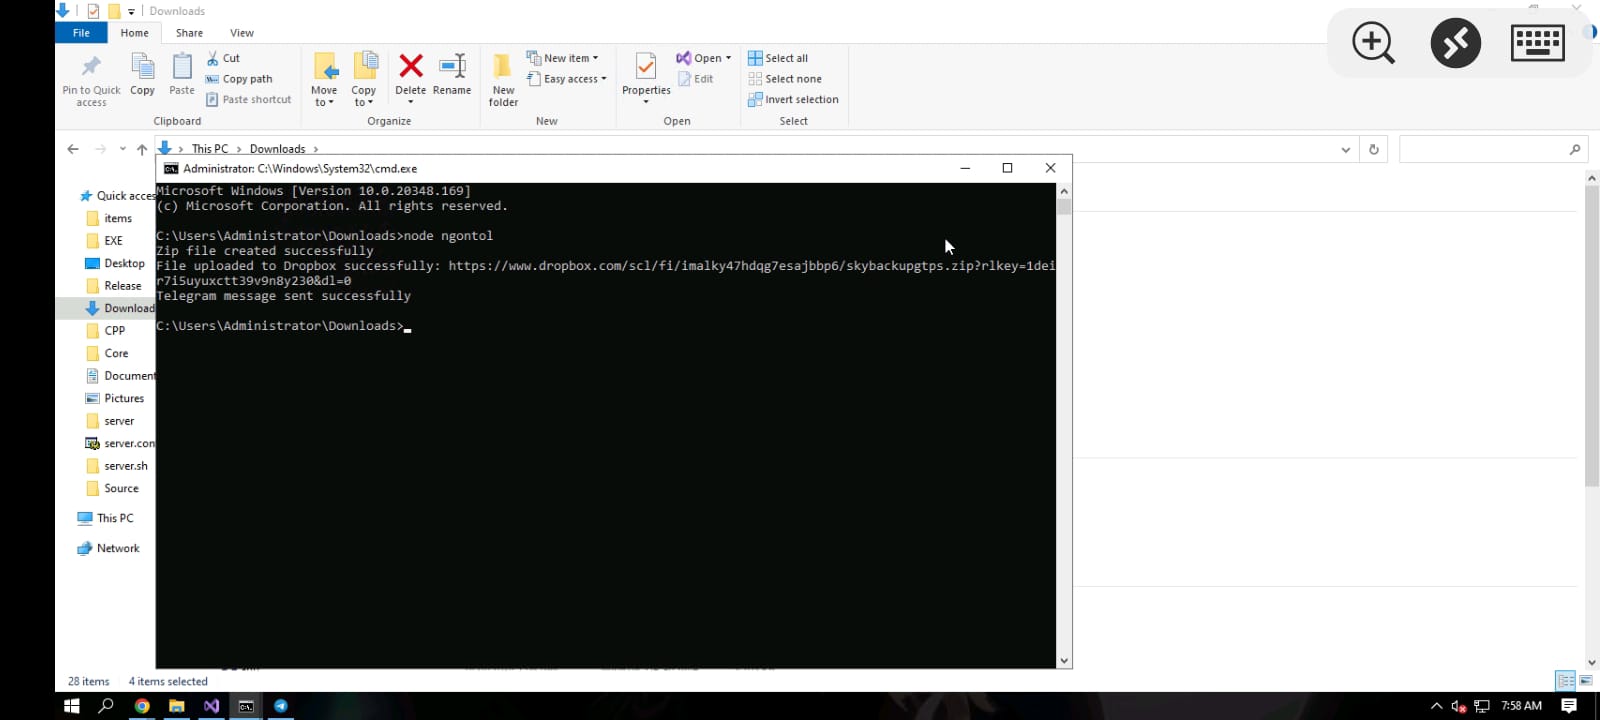 Downloads
File Home Share View
Pin to Quick access
Copy
Paste
Cut
Copy path
Paste shortcut
Clipboard
Move to
Copy to
Delete
Rename
Organize
New folder
New item
Easy access
New
Properties
Open
Edit
Open
Select all
Select none
Invert selection
Select
This PC > Downloads >
Administrator: C:\Windows\System32\cmd.exe
Microsoft Windows [Version 10.0.20348.169]
(c) Microsoft Corporation. All rights reserved.
C:\Users\Administrator\Downloads>node ngontol
Zip file created successfully
File uploaded to Dropbox successfully: https://www.dropbox.com/scl/fi/imalky47hdqg7esajbbp6/skybackupgtps.zip?rlkey=1dei
r7i5uyuxctt39v9n8y230&dl=0
Telegram message sent successfully
C:\Users\Administrator\Downloads>
Quick acces
items
EXE
Desktop
Release
Download
CPP
Core
Document
Pictures
server
server.con
server.sh
Source
This PC
Network
28 items 4 items selected
7:58 AM